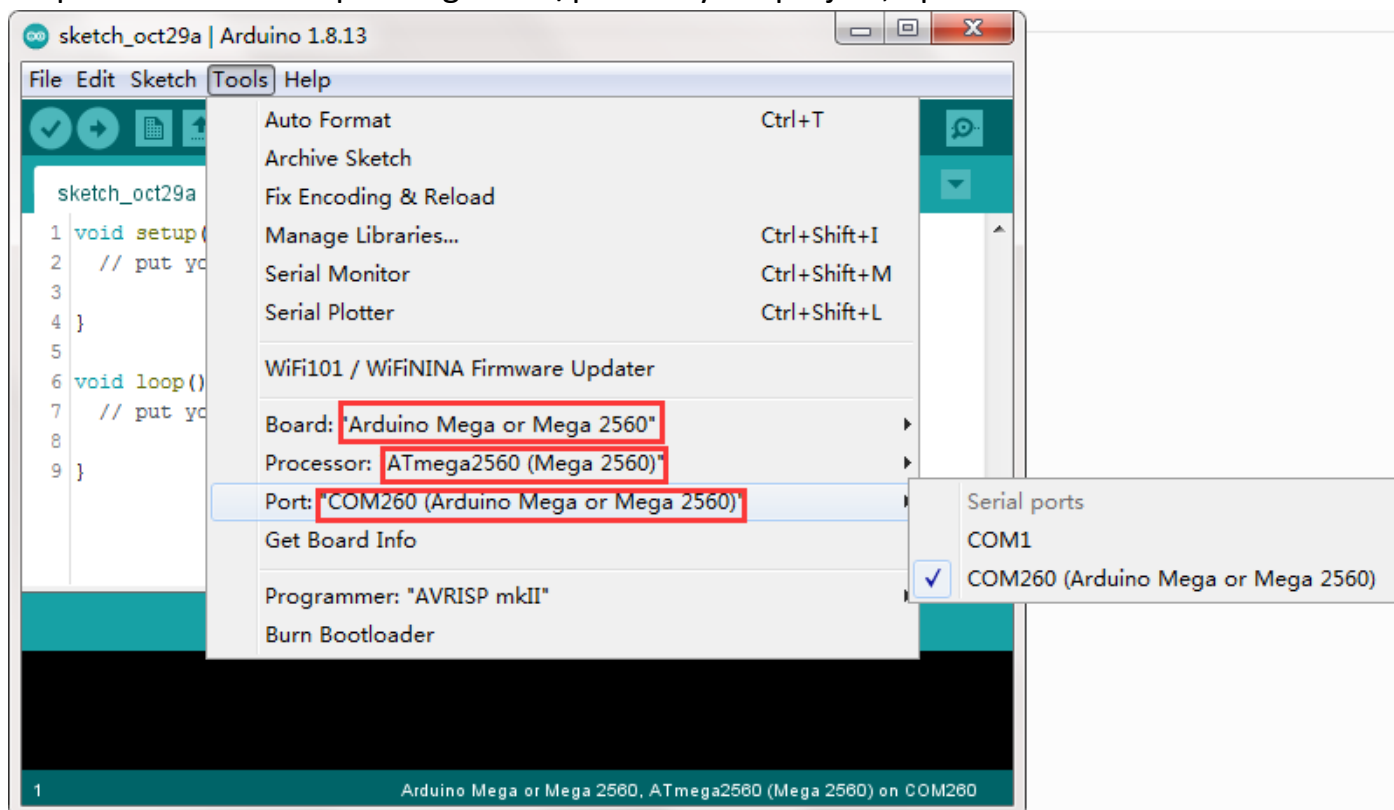 sketch_oct29a | Arduino 1.8.13
File Edit Sketch Tools Help
Auto Format Ctrl+T
Archive Sketch
sketch_oct29a
Fix Encoding & Reload
1 void setup(
Manage Libraries... Ctrl+Shift+I
2 // put yo
Serial Monitor Ctrl+Shift+M
3
Serial Plotter Ctrl+Shift+L
4 }
5
WiFi101 / WiFiNINA Firmware Updater
6 void loop()
7 // put yo
Board: "Arduino Mega or Mega 2560"
8
Processor: "ATmega2560 (Mega 2560)"
9 }
Port: "COM260 (Arduino Mega or Mega 2560)"
Serial ports
Get Board Info
COM1
COM260 (Arduino Mega or Mega 2560)
Programmer: "AVRISP mkII"
Burn Bootloader
1 Arduino Mega or Mega 2560, ATmega2560 (Mega 2560) on COM260